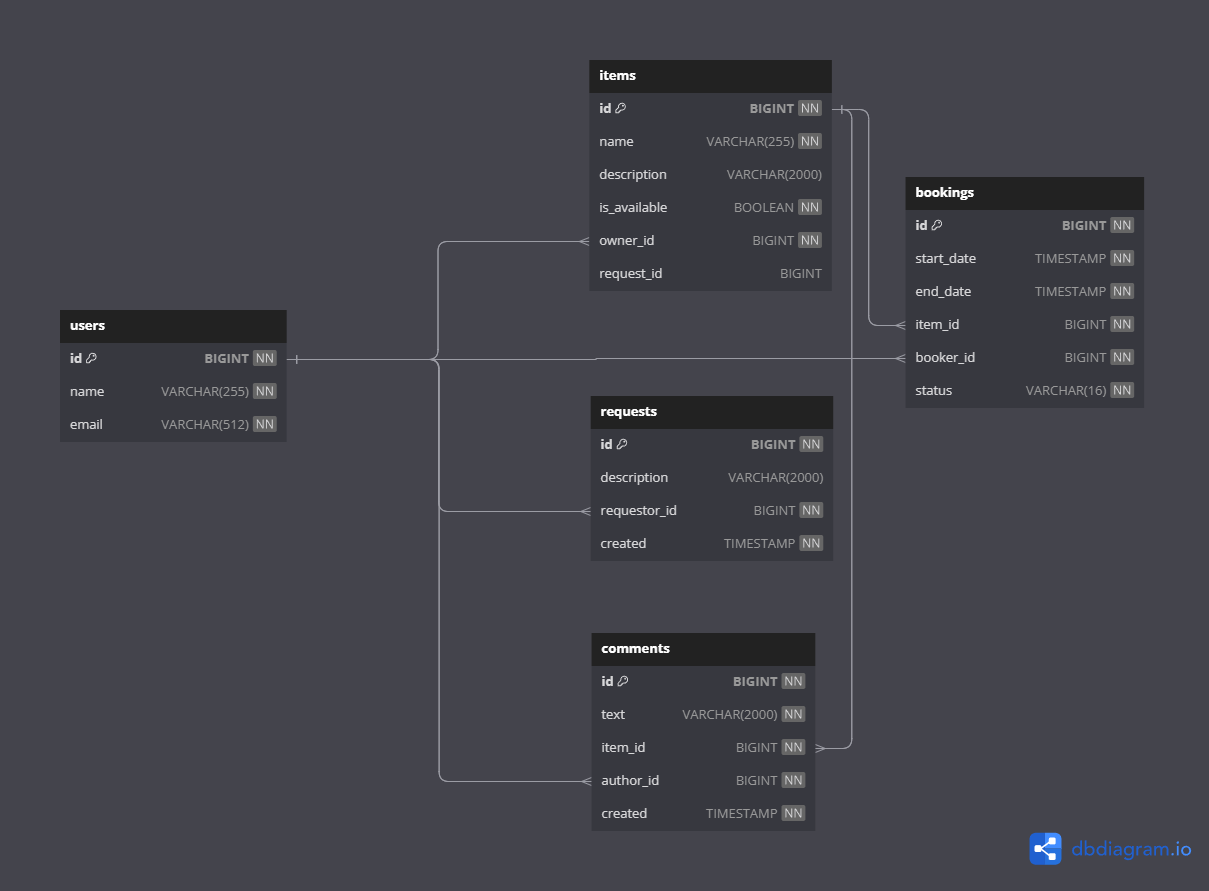 items
id BIGINT NN
name VARCHAR(255) NN
description VARCHAR(2000)
is_available BOOLEAN NN
owner_id BIGINT NN
request_id BIGINT
bookings
id BIGINT NN
start_date TIMESTAMP NN
end_date TIMESTAMP NN
item_id BIGINT NN
booker_id BIGINT NN
status VARCHAR(16) NN
users
id BIGINT NN
name VARCHAR(255) NN
email VARCHAR(512) NN
requests
id BIGINT NN
description VARCHAR(2000)
requestor_id BIGINT NN
created TIMESTAMP NN
comments
id BIGINT NN
text VARCHAR(2000) NN
item_id BIGINT NN
author_id BIGINT NN
created TIMESTAMP NN
dbdiagram.io